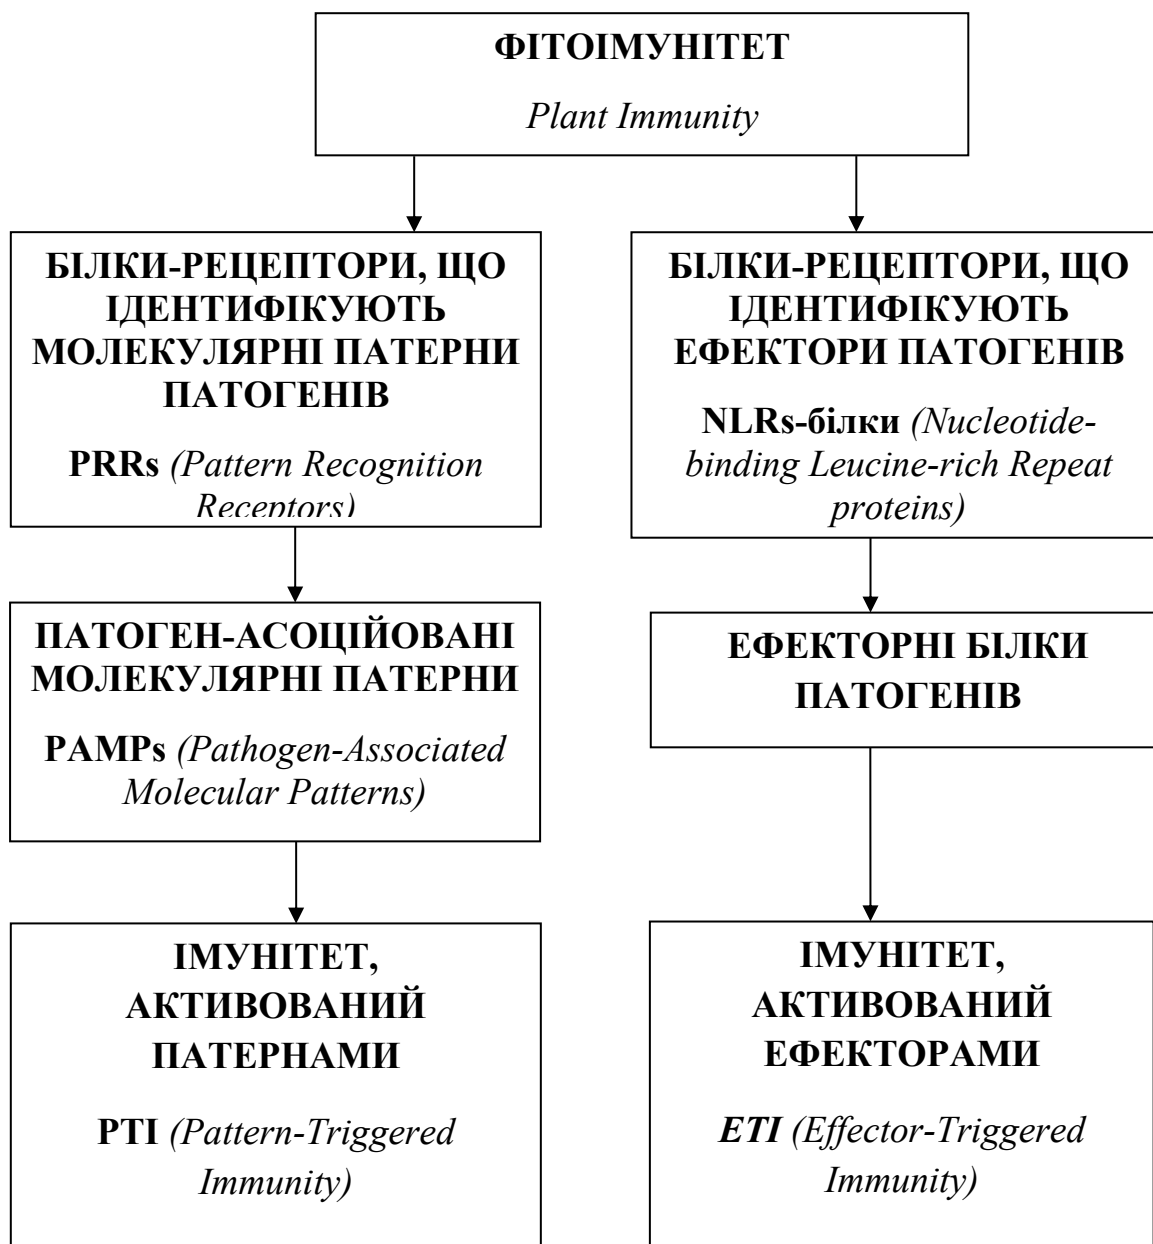 ФІТОІМУНІТЕТ
Plant Immunity
БІЛКИ-РЕЦЕПТОРИ, ЩО
ІДЕНТИФІКУЮТЬ
МОЛЕКУЛЯРНІ ПАТЕРНИ
ПАТОГЕНІВ
PRRs (Pattern Recognition
Receptors)
БІЛКИ-РЕЦЕПТОРИ, ЩО
ІДЕНТИФІКУЮТЬ
ЕФЕКТОРИ ПАТОГЕНІВ
NLRs-білки (Nucleotide-
binding Leucine-rich Repeat
proteins)
ПАТОГЕН-АСОЦІЙОВАНІ
МОЛЕКУЛЯРНІ ПАТЕРНИ
PAMPs (Pathogen-Associated
Molecular Patterns)
ЕФЕКТОРНІ БІЛКИ
ПАТОГЕНІВ
ІМУНІТЕТ,
АКТИВОВАНИЙ
ПАТЕРНАМИ
PTI (Pattern-Triggered
Immunity)
ІМУНІТЕТ,
АКТИВОВАНИЙ
ЕФЕКТОРАМИ
ETI (Effector-Triggered
Immunity)